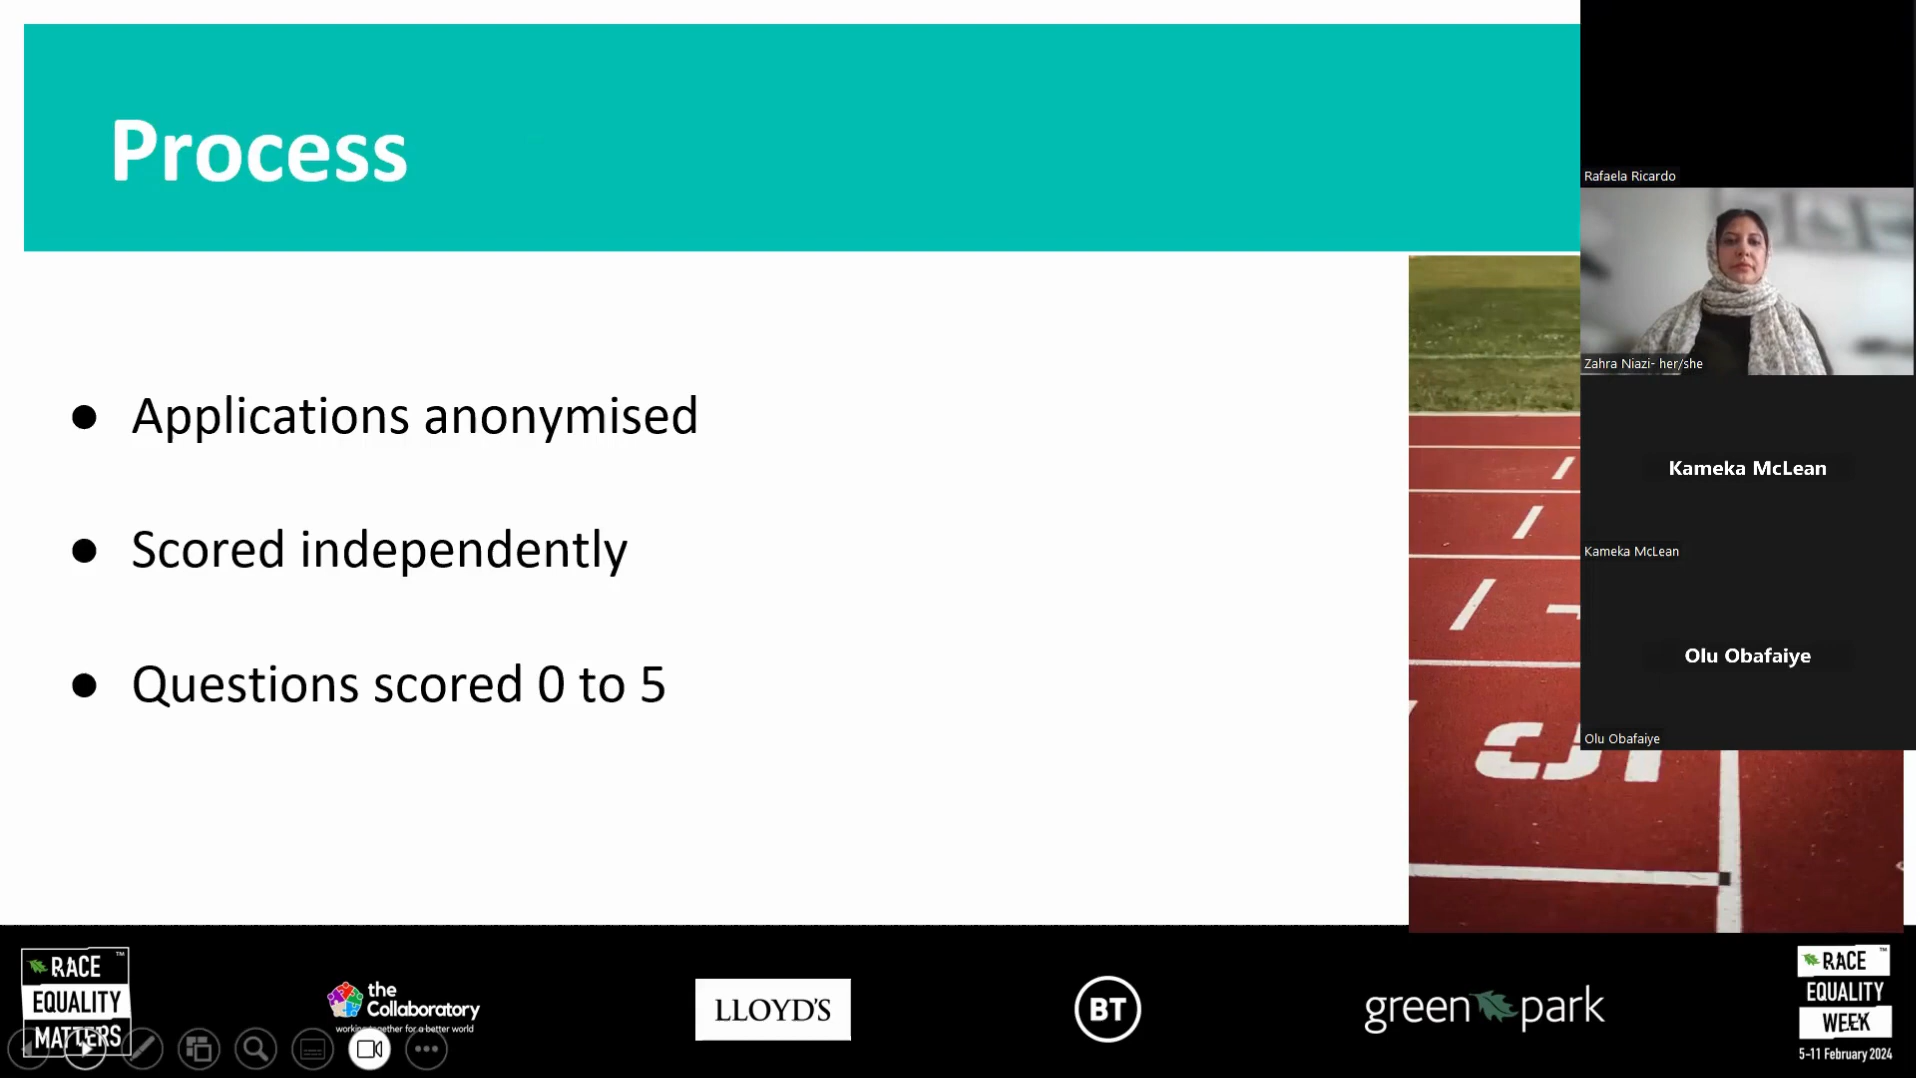 Process
● Applications anonymised
● Scored independently
● Questions scored 0 to 5
Rafaela Ricardo
Zahra Niazi- her/she
Kameka McLean
Kameka McLean
Olu Obafaiye
Olu Obafaiye
RACE ™
EQUALITY
MATTERS
the
Collaboratory
working together for a better world
LLOYD'S
BT
green park
RACE ™
EQUALITY
WEEK
5-11 February 2024